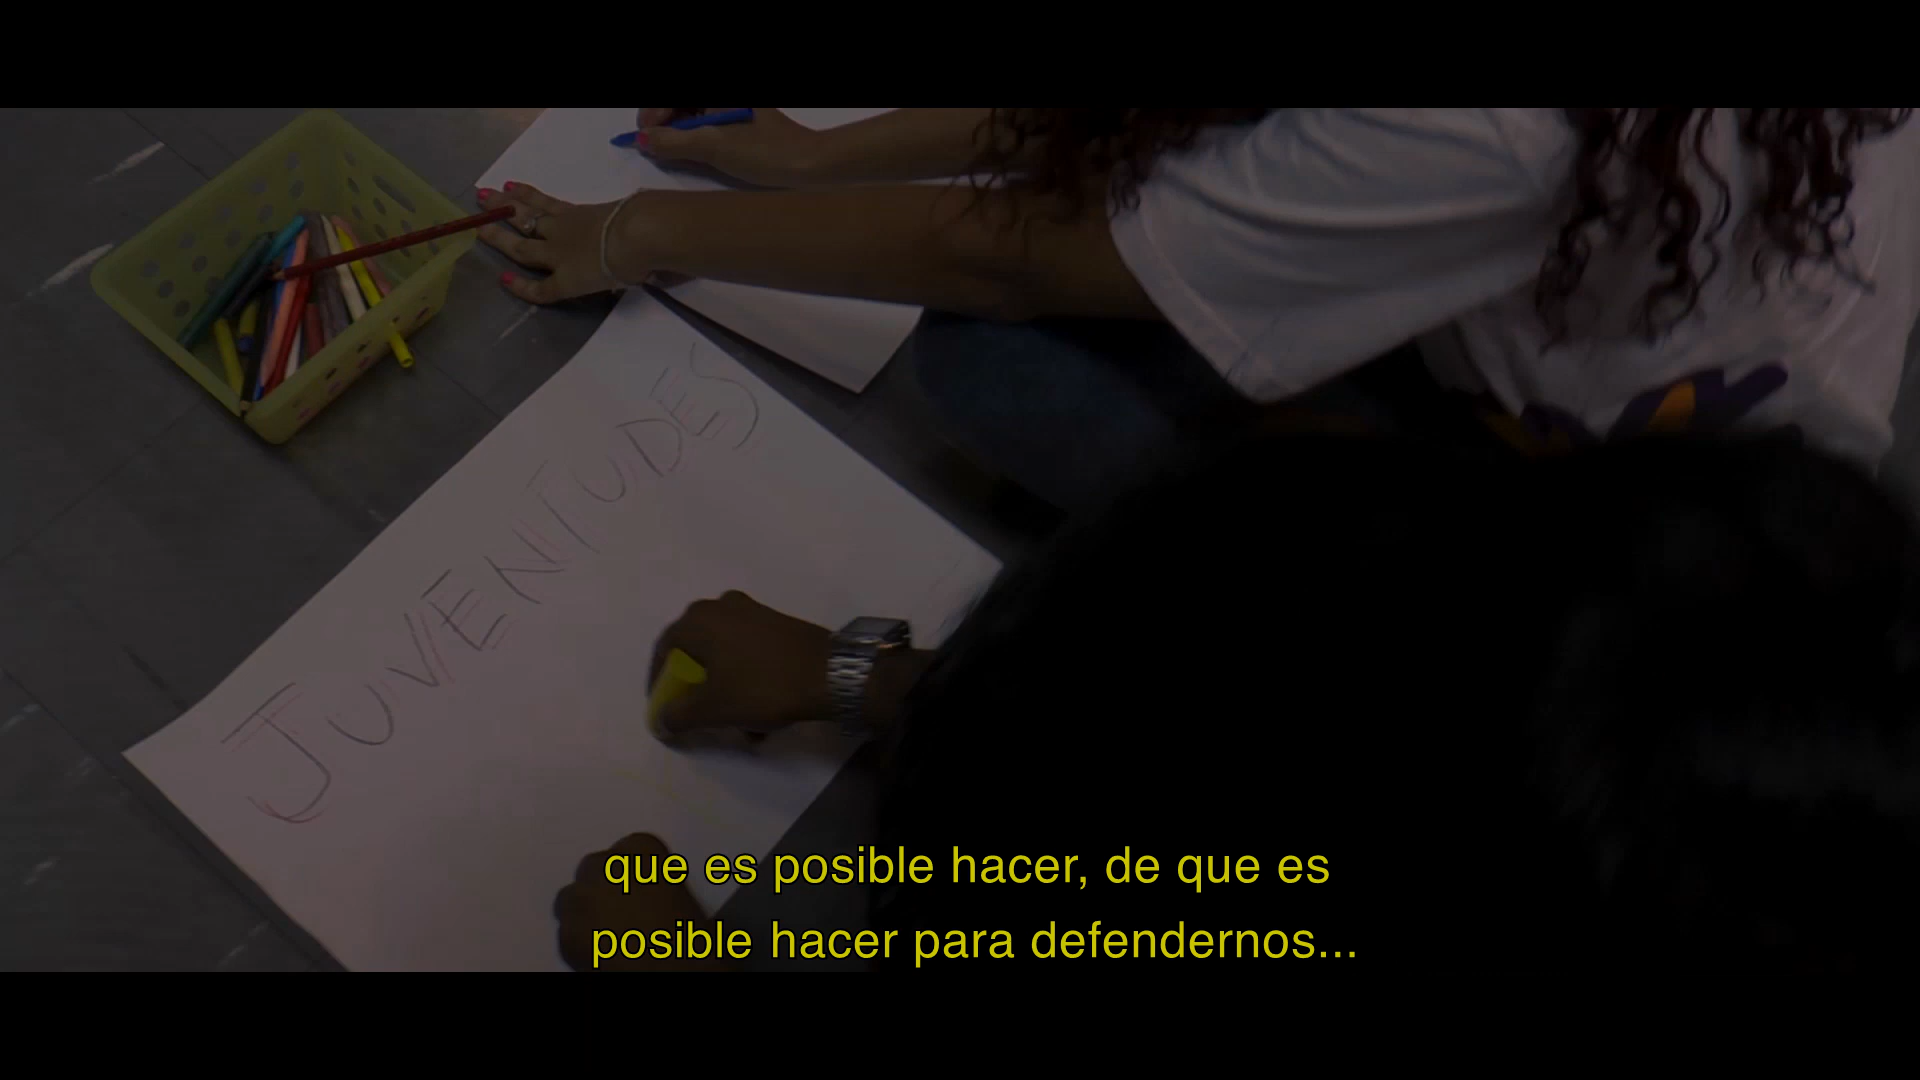 JUVENTUDES
que es posible hacer, de que es
posible hacer para defendernos...